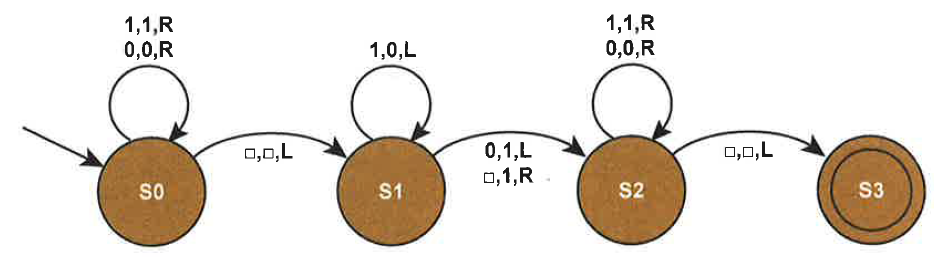 1,1,R
0,0,R
1,0,L
1,1,R
0,0,R
□,□,L
0,1,L
□,1,R
□,□,L
S0
S1
S2
S3